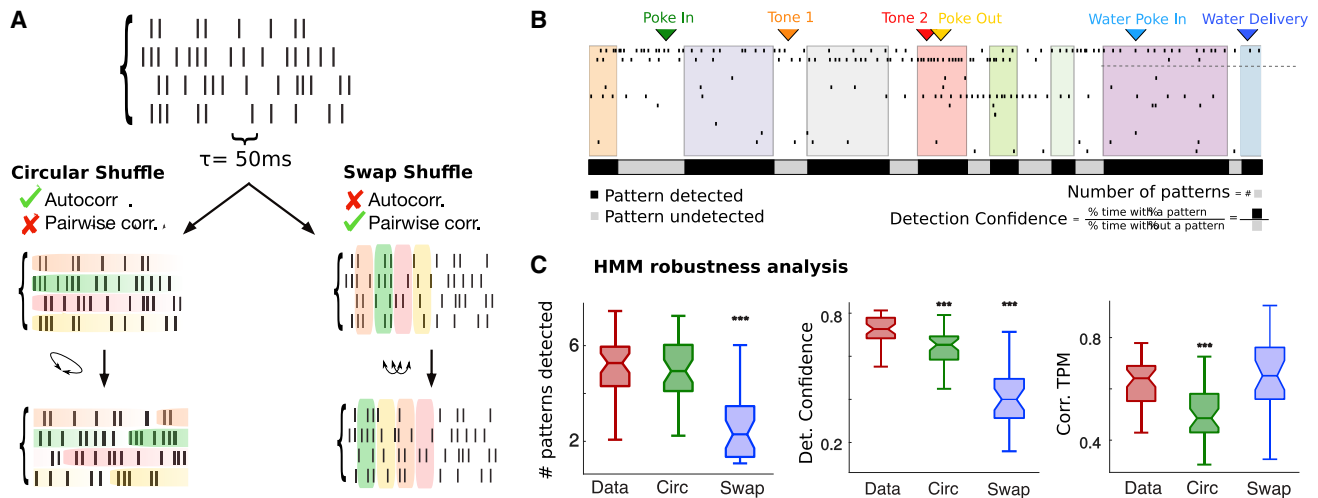 A
τ= 50ms
Circular Shuffle
Autocorr .
Pairwise corr.
Swap Shuffle
Autocorr.
Pairwise corr.
B
Poke In
Tone 1
Tone 2
Poke Out
Water Poke In
Water Delivery
Pattern detected
Pattern undetected
Number of patterns = #
Detection Confidence = % time with a pattern =
% time without a pattern
C HMM robustness analysis
# patterns detected
6
2
***
Data Circ Swap
Det. Confidence
0.8
0.2
***
***
Data Circ Swap
Corr. TPM
0.8
0.4
***
Data Circ Swap